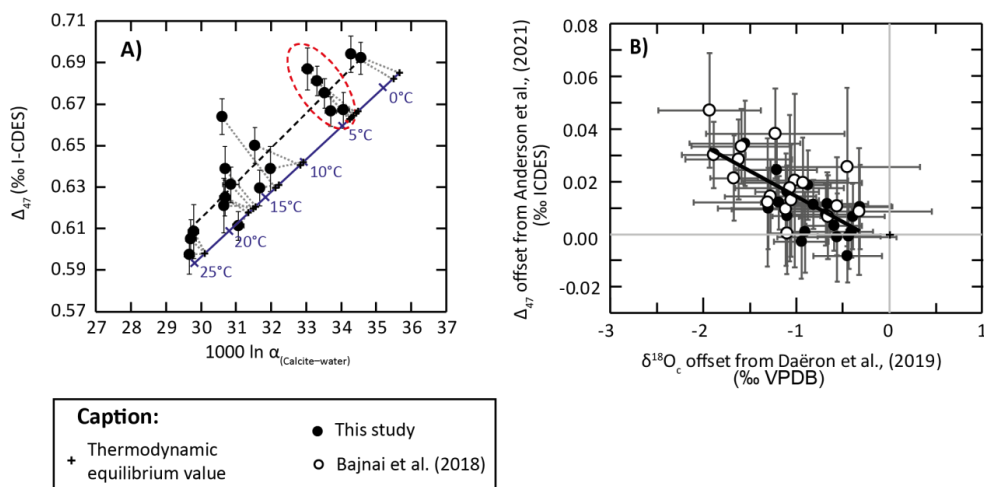 A)
Δ47 (‰ I-CDES)
0.71
0.69
0.67
0.65
0.63
0.61
0.59
0.57
0°C
5°C
10°C
15°C
20°C
25°C
27 28 29 30 31 32 33 34 35 36 37
1000 ln α(Calcite–water)
B)
Δ47 offset from Anderson et al., (2021)
(‰ ICDES)
0.08
0.06
0.04
0.02
0.00
-0.02
-3 -2 -1 0 1
δ18Oc offset from Daëron et al., (2019)
(‰ VPDB)
Caption:
+ Thermodynamic
equilibrium value
● This study
○ Bajnai et al. (2018)